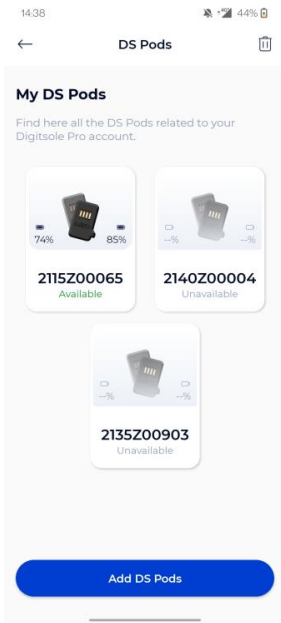 14:38
44%
DS Pods
My DS Pods
Find here all the DS Pods related to your
Digitsole Pro account.
74% 85% --% --%
2115Z00065 2140Z00004
Available Unavailable
--% --%
2135Z00903
Unavailable
Add DS Pods